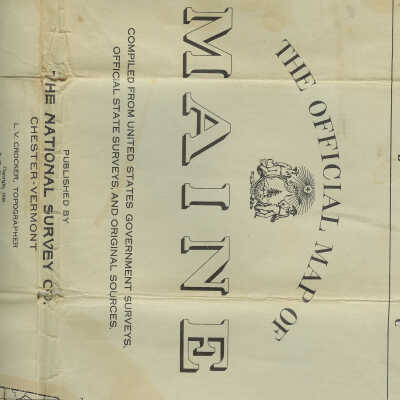 THE OFFICIAL MAP OF
MAINE
COMPILED FROM UNITED STATES GOVERNMENT SURVEYS,
OFFICIAL STATE SURVEYS, AND ORIGINAL SOURCES.
PUBLISHED BY
THE NATIONAL SURVEY CO.
CHESTER-VERMONT
L. V. CROCKER, TOPOGRAPHER